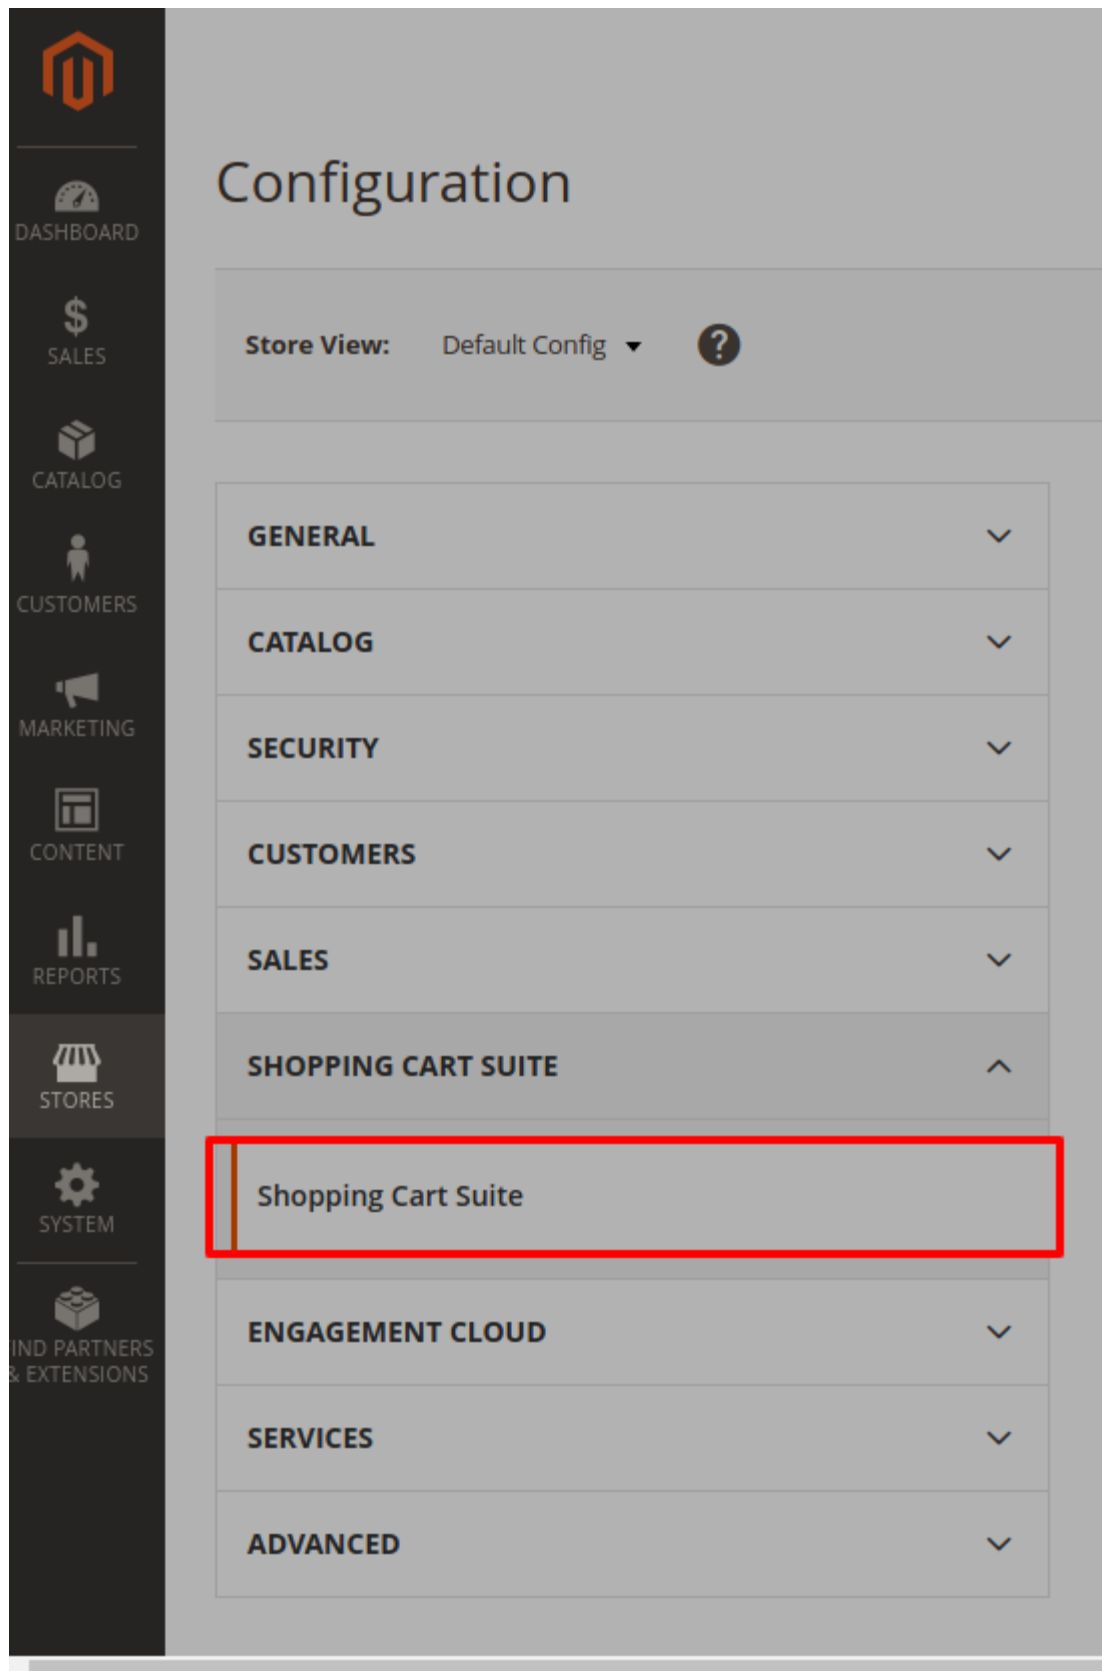 DASHBOARD
SALES
CATALOG
CUSTOMERS
MARKETING
CONTENT
REPORTS
STORES
SYSTEM
FIND PARTNERS
& EXTENSIONS
Configuration
Store View: Default Config ?
GENERAL
CATALOG
SECURITY
CUSTOMERS
SALES
SHOPPING CART SUITE
Shopping Cart Suite
ENGAGEMENT CLOUD
SERVICES
ADVANCED